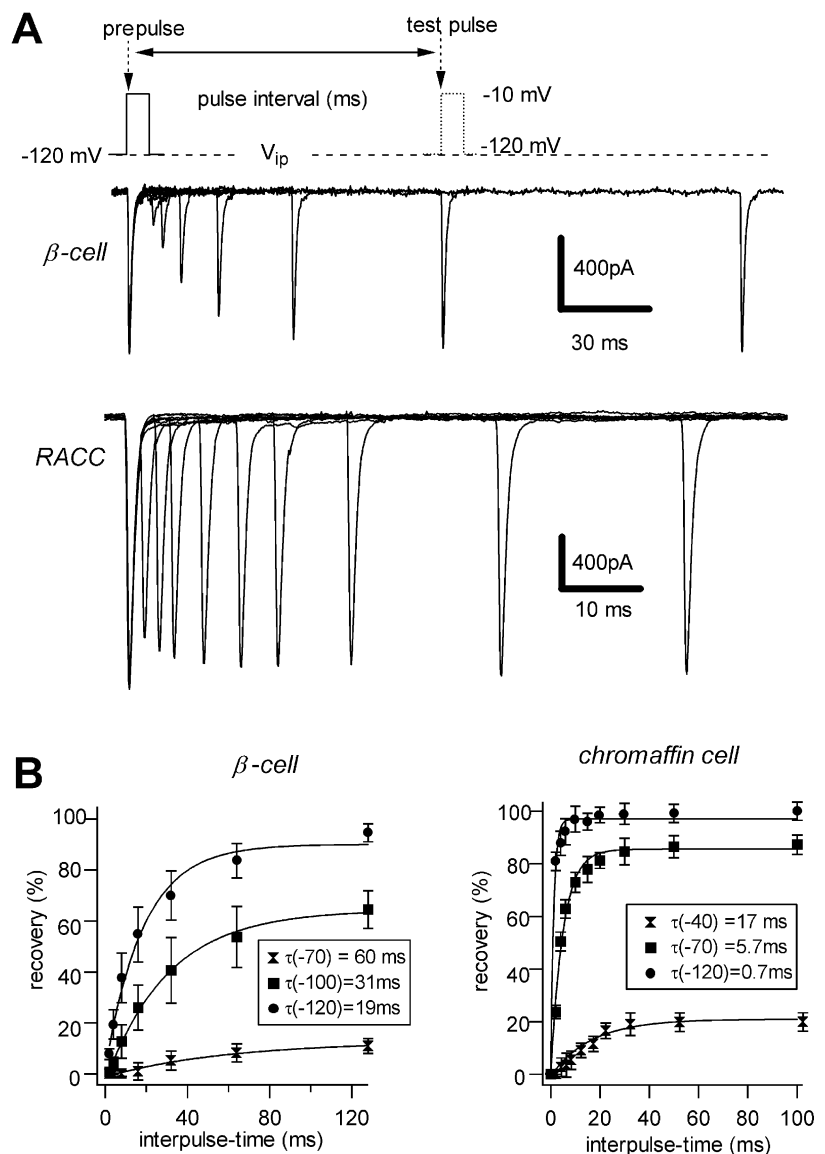 A
prepulse
test pulse
pulse interval (ms)
-10 mV
-120 mV
Vip
-120 mV
β-cell
400pA
30 ms
RACC
400pA
10 ms
B
β-cell
chromaffin cell
recovery (%)
100
80
60
40
20
0
τ(-70) = 60 ms
τ(-100)=31ms
τ(-120)=19ms
0
40
80
120
interpulse-time (ms)
recovery (%)
100
80
60
40
20
0
τ(-40) =17 ms
τ(-70) =5.7ms
τ(-120)=0.7ms
0
20
40
60
80
100
interpulse-time (ms)